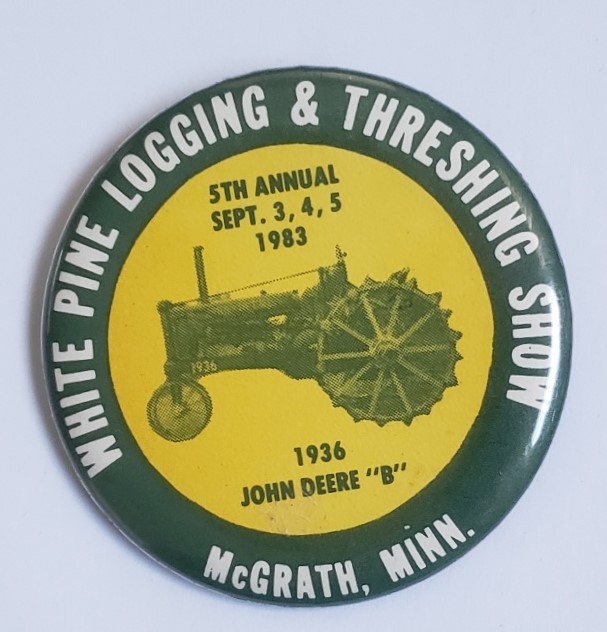 WHITE PINE LOGGING & THRESHING SHOW
5TH ANNUAL
SEPT. 3, 4, 5
1983
1936
1936
JOHN DEERE "B"
McGRATH, MINN.